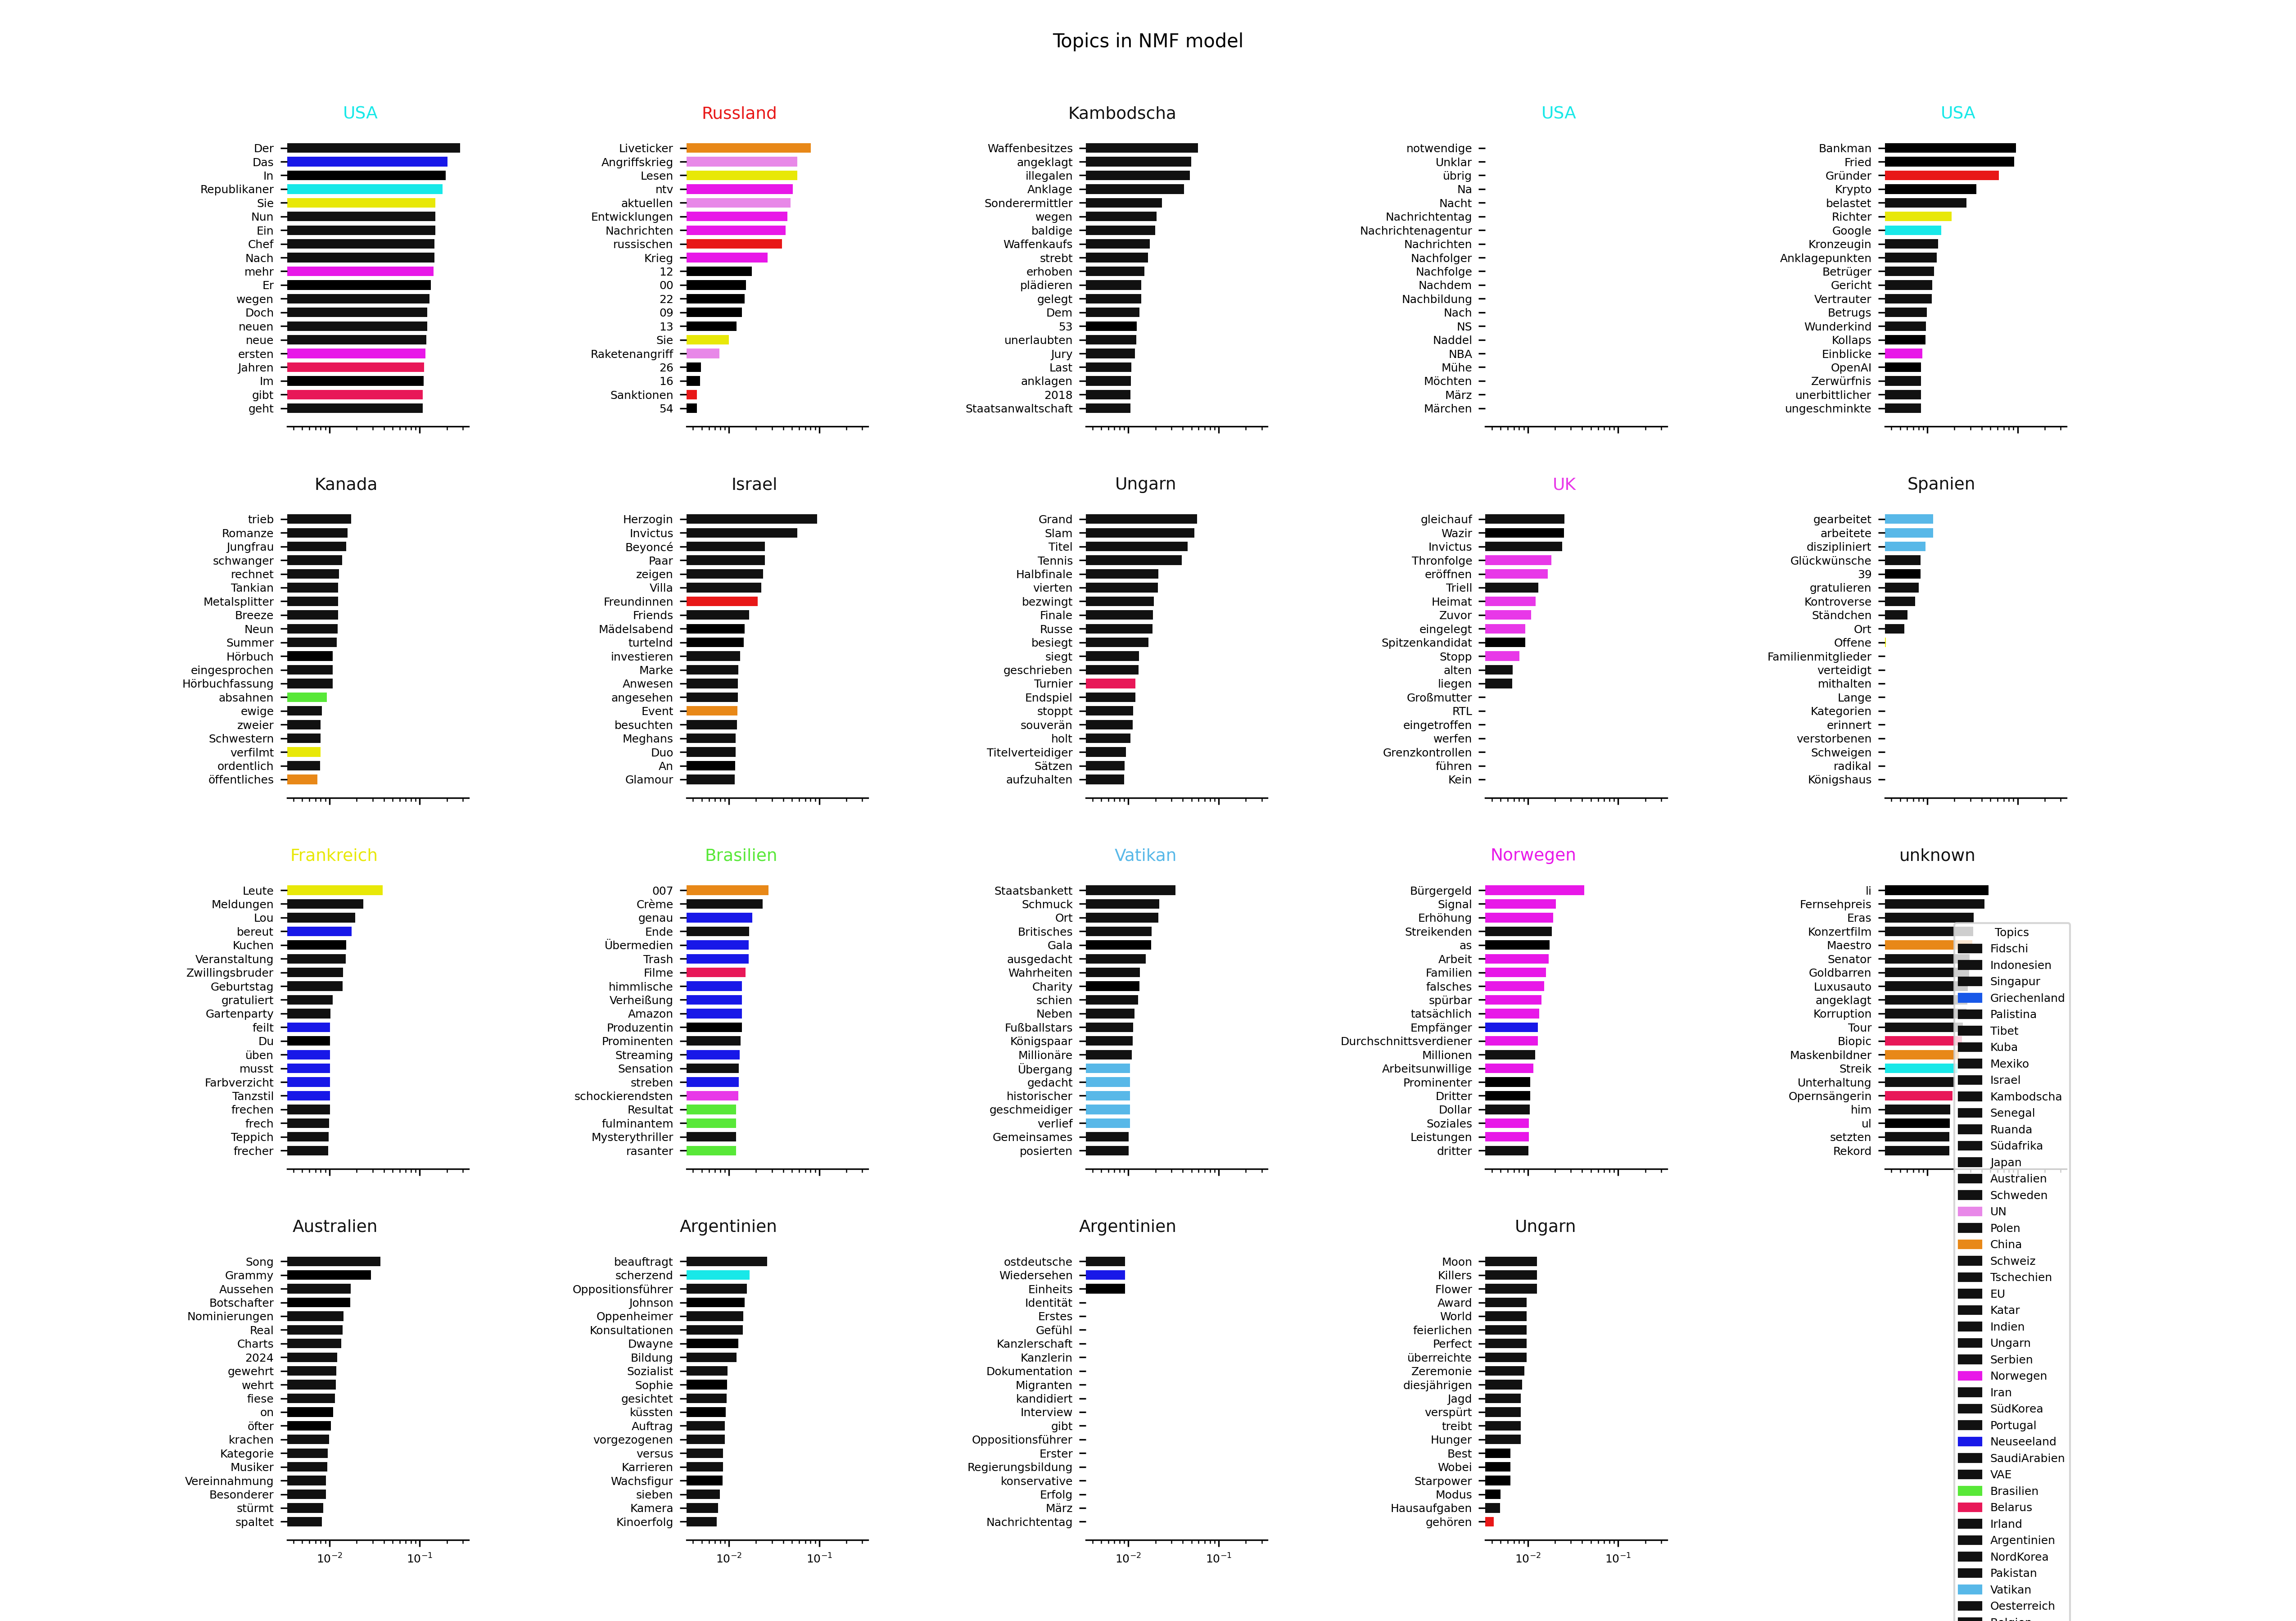 Topics in NMF model
USA
Der
Das
In
Republikaner
Sie
Nun
Ein
Chef
Nach
mehr
Er
wegen
Doch
neuen
neue
ersten
Jahren
Im
gibt
geht
Russland
Liveticker
Angriffskrieg
Lesen
ntv
aktuellen
Entwicklungen
Nachrichten
russischen
Krieg
12
00
22
09
13
Sie
Raketenangriff
26
16
Sanktionen
54
Kambodscha
Waffenbesitzes
angeklagt
illegalen
Anklage
Sonderermittler
wegen
baldige
Waffenkaufs
strebt
erhoben
plädieren
gelegt
Dem
53
unerlaubten
Jury
Last
anklagen
2018
Staatsanwaltschaft
USA
notwendige
Unklar
übrig
Na
Nacht
Nachrichtentag
Nachrichtenagentur
Nachrichten
Nachfolger
Nachfolge
Nachdem
Nachbildung
Nach
NS
Naddel
NBA
Mühe
Möchten
März
Märchen
USA
Bankman
Fried
Gründer
Krypto
belastet
Richter
Google
Kronzeugin
Anklagepunkten
Betrüger
Gericht
Vertrauter
Betrugs
Wunderkind
Kollaps
Einblicke
OpenAI
Zerwürfnis
unerbittlicher
ungeschminkte
Kanada
trieb
Romanze
Jungfrau
schwanger
rechnet
Tankian
Metalsplitter
Breeze
Neun
Summer
Hörbuch
eingesprochen
Hörbuchfassung
absahnen
ewige
zweier
Schwestern
verfilmt
ordentlich
öffentliches
Israel
Herzogin
Invictus
Beyoncé
Paar
zeigen
Villa
Freundinnen
Friends
Mädelsabend
turtelnd
investieren
Marke
Anwesen
angesehen
Event
besuchten
Meghans
Duo
An
Glamour
Ungarn
Grand
Slam
Titel
Tennis
Halbfinale
vierten
bezwingt
Finale
Russe
besiegt
siegt
geschrieben
Turnier
Endspiel
stoppt
souverän
holt
Titelverteidiger
Sätzen
aufzuhalten
UK
gleichauf
Wazir
Invictus
Thronfolge
eröffnen
Triell
Heimat
Zuvor
eingelegt
Spitzenkandidat
Stopp
alten
liegen
Großmutter
RTL
eingetroffen
werfen
Grenzkontrollen
führen
Kein
Spanien
gearbeitet
arbeitete
diszipliniert
Glückwünsche
39
gratulieren
Kontroverse
Ständchen
Ort
Offene
Familienmitglieder
verteidigt
mithalten
Lange
Kategorien
erinnert
verstorbenen
Schweigen
radikal
Königshaus
Frankreich
Leute
Meldungen
Lou
bereut
Kuchen
Veranstaltung
Zwillingsbruder
Geburtstag
gratuliert
Gartenparty
feilt
Du
üben
musst
Farbverzicht
Tanzstil
frechen
frech
Teppich
frecher
Brasilien
007
Crème
genau
Ende
Übermedien
Trash
Filme
himmlische
Verheißung
Amazon
Produzentin
Prominenten
Streaming
Sensation
streben
schockierendsten
Resultat
fulminantem
Mysterythriller
rasanter
Vatikan
Staatsbankett
Schmuck
Ort
Britisches
Gala
ausgedacht
Wahrheiten
Charity
schien
Neben
Fußballstars
Königspaar
Millionäre
Übergang
gedacht
historischer
geschmeidiger
verlief
Gemeinsames
posierten
Norwegen
Bürgergeld
Signal
Erhöhung
Streikenden
as
Arbeit
Familien
falsches
spürbar
tatsächlich
Empfänger
Durchschnittsverdiener
Millionen
Arbeitsunwillige
Prominenter
Dritter
Dollar
Soziales
Leistungen
dritter
unknown
li
Fernsehpreis
Eras
Konzertfilm
Maestro
Senator
Goldbarren
Luxusauto
angeklagt
Korruption
Tour
Biopic
Maskenbildner
Streik
Unterhaltung
Opernsängerin
him
ul
setzten
Rekord
Australien
Song
Grammy
Aussehen
Botschafter
Nominierungen
Real
Charts
2024
gewehrt
wehrt
fiese
on
öfter
krachen
Kategorie
Musiker
Vereinnahmung
Besonderer
stürmt
spaltet
10⁻² 10⁻¹
Argentinien
beauftragt
scherzend
Oppositionsführer
Johnson
Oppenheimer
Konsultationen
Dwayne
Bildung
Sozialist
Sophie
gesichtet
küssten
Auftrag
vorgezogenen
versus
Karrieren
Wachsfigur
sieben
Kamera
Kinoerfolg
10⁻² 10⁻¹
Argentinien
ostdeutsche
Wiedersehen
Einheits
Identität
Erstes
Gefühl
Kanzlerschaft
Kanzlerin
Dokumentation
Migranten
kandidiert
Interview
gibt
Oppositionsführer
Erster
Regierungsbildung
konservative
Erfolg
März
Nachrichtentag
10⁻² 10⁻¹
Ungarn
Moon
Killers
Flower
Award
World
feierlichen
Perfect
überreichte
Zeremonie
diesjährigen
Jagd
verspürt
treibt
Hunger
Best
Wobei
Starpower
Modus
Hausaufgaben
gehören
10⁻² 10⁻¹
Topics
Fidschi
Indonesien
Singapur
Griechenland
Palistina
Tibet
Kuba
Mexiko
Israel
Kambodscha
Senegal
Ruanda
Südafrika
Japan
Australien
Schweden
UN
Polen
China
Schweiz
Tschechien
EU
Katar
Indien
Ungarn
Serbien
Norwegen
Iran
SüdKorea
Portugal
Neuseeland
SaudiArabien
VAE
Brasilien
Belarus
Irland
Argentinien
NordKorea
Pakistan
Vatikan
Oesterreich